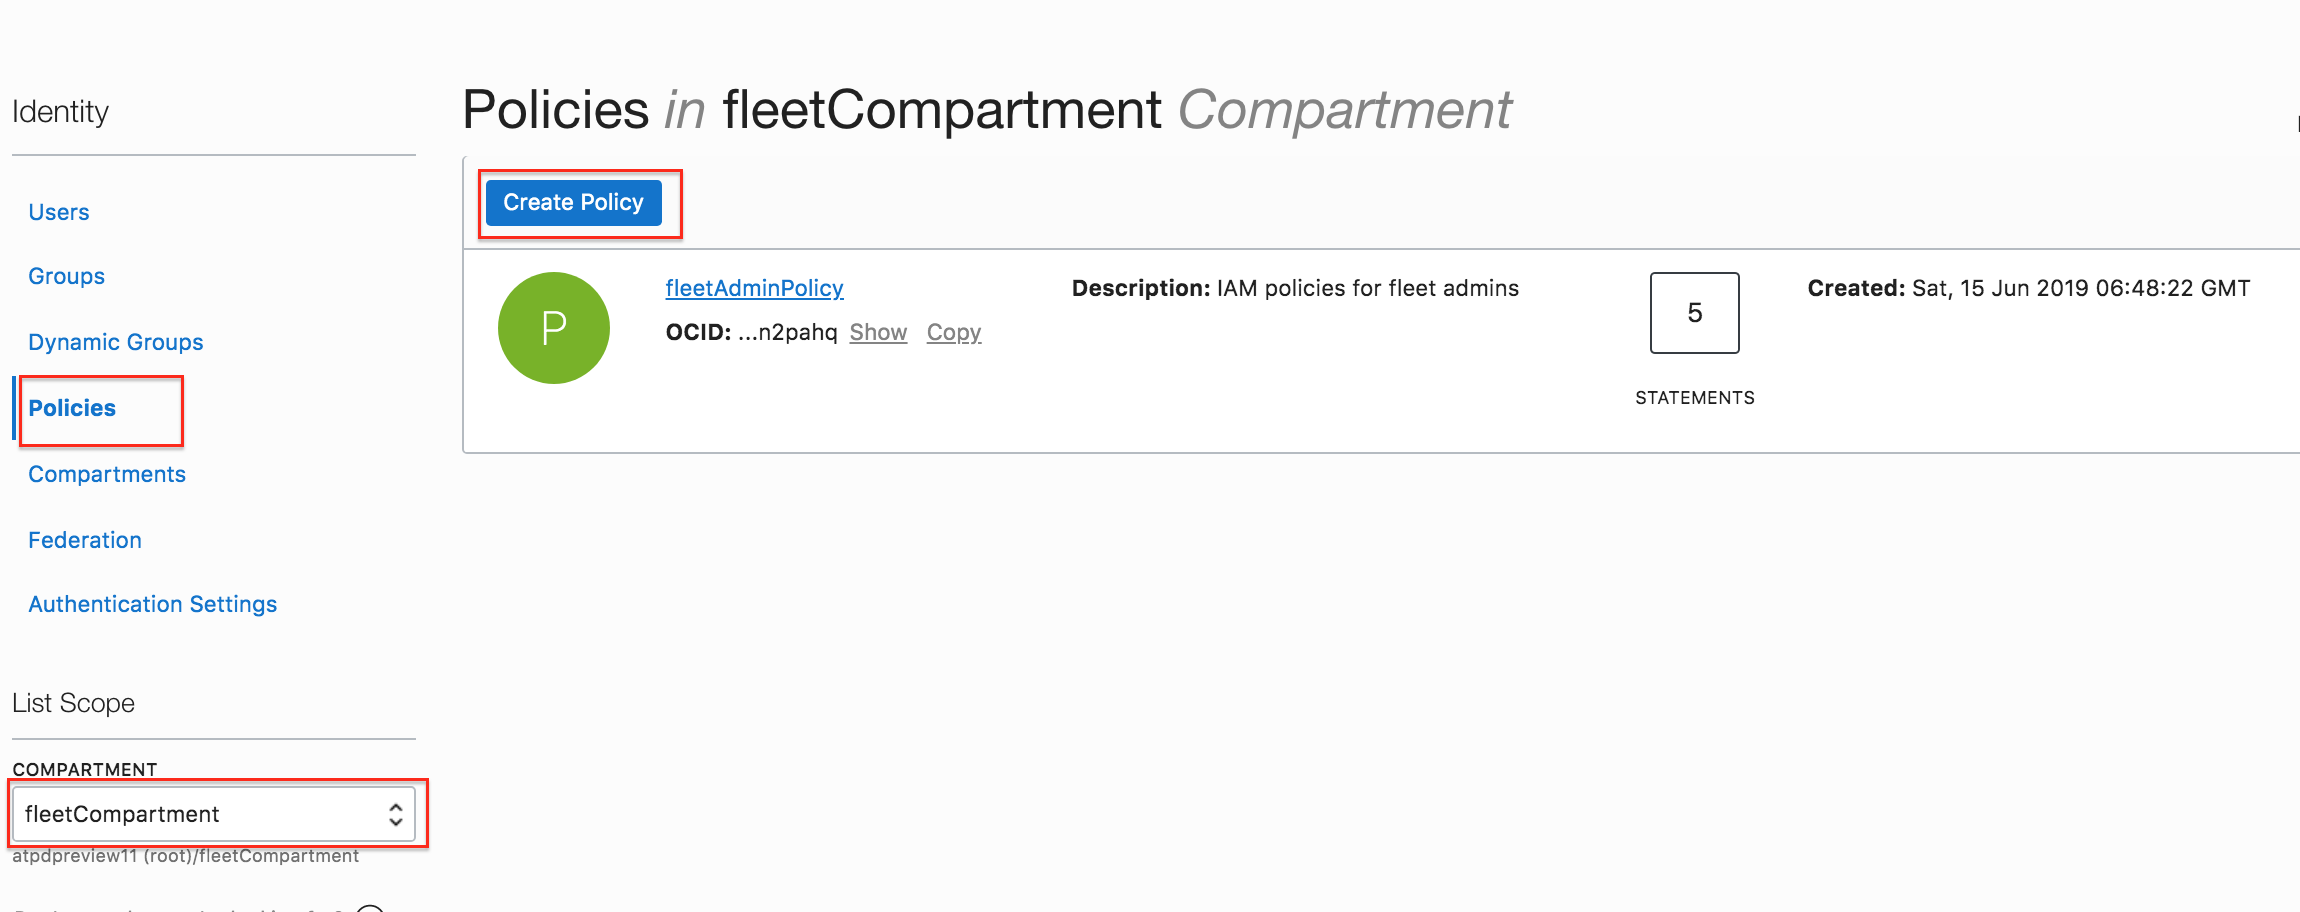 Identity
Users
Groups
Dynamic Groups
Policies
Compartments
Federation
Authentication Settings
List Scope
COMPARTMENT
fleetCompartment
atpdpreview11 (root)/fleetCompartment
Policies in fleetCompartment Compartment
Create Policy
P
fleetAdminPolicy
OCID: ...n2pahq Show Copy
Description: IAM policies for fleet admins
5
STATEMENTS
Created: Sat, 15 Jun 2019 06:48:22 GMT